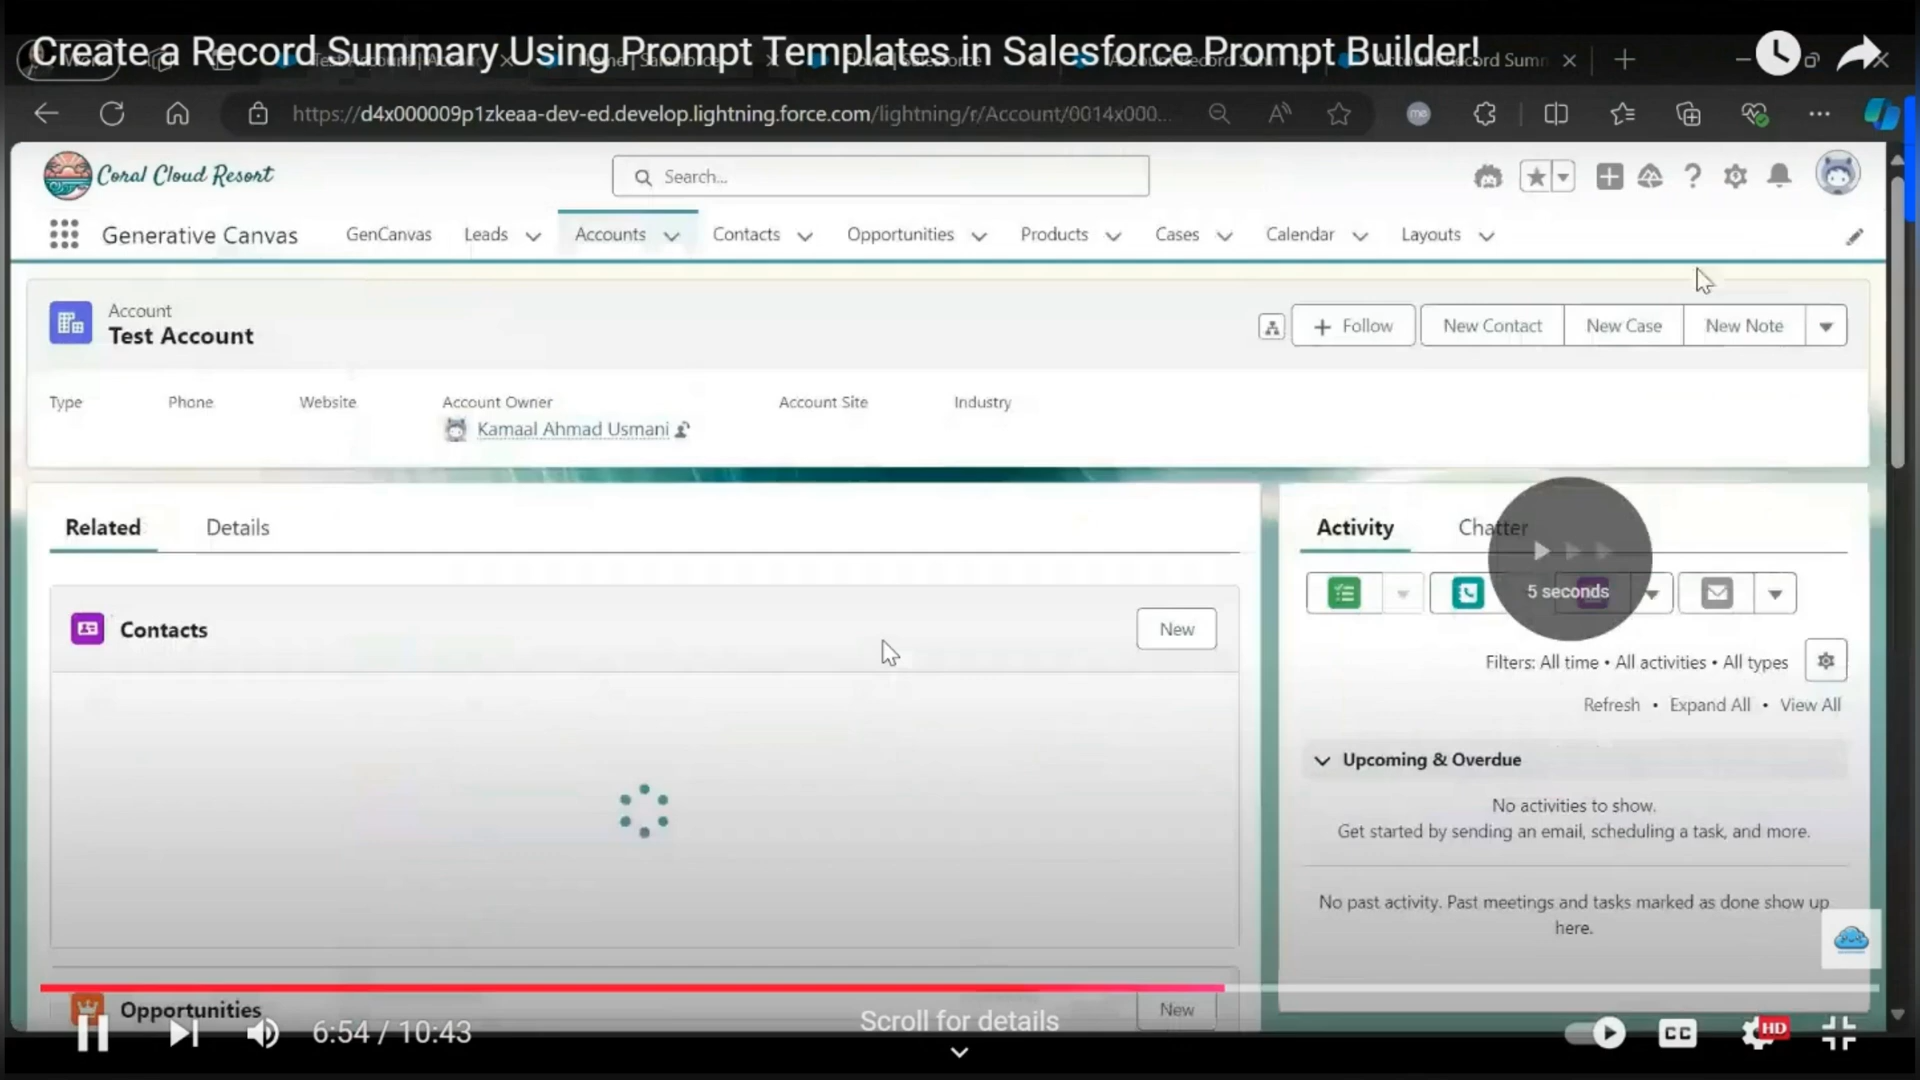 Create a Record Summary Using Prompt Templates in Salesforce Prompt Builder!
https://d4x000009p1zkeaa-dev-ed.develop.lightning.force.com/lightning/r/Account/0014x000...
me
Coral Cloud Resort
Search...
Generative Canvas
GenCanvas
Leads
Accounts
Contacts
Opportunities
Products
Cases
Calendar
Layouts
Account
Test Account
Follow
New Contact
New Case
New Note
Type
Phone
Website
Account Owner
Account Site
Industry
Kamaal Ahmad Usmani
Related
Details
Activity
Chatter
5 seconds
Contacts
New
Filters: All time • All activities • All types
Refresh • Expand All • View All
Upcoming & Overdue
No activities to show.
Get started by sending an email, scheduling a task, and more.
No past activity. Past meetings and tasks marked as done show up
here.
Opportunities
New
6:54 / 10:43
Scroll for details
CC
HD